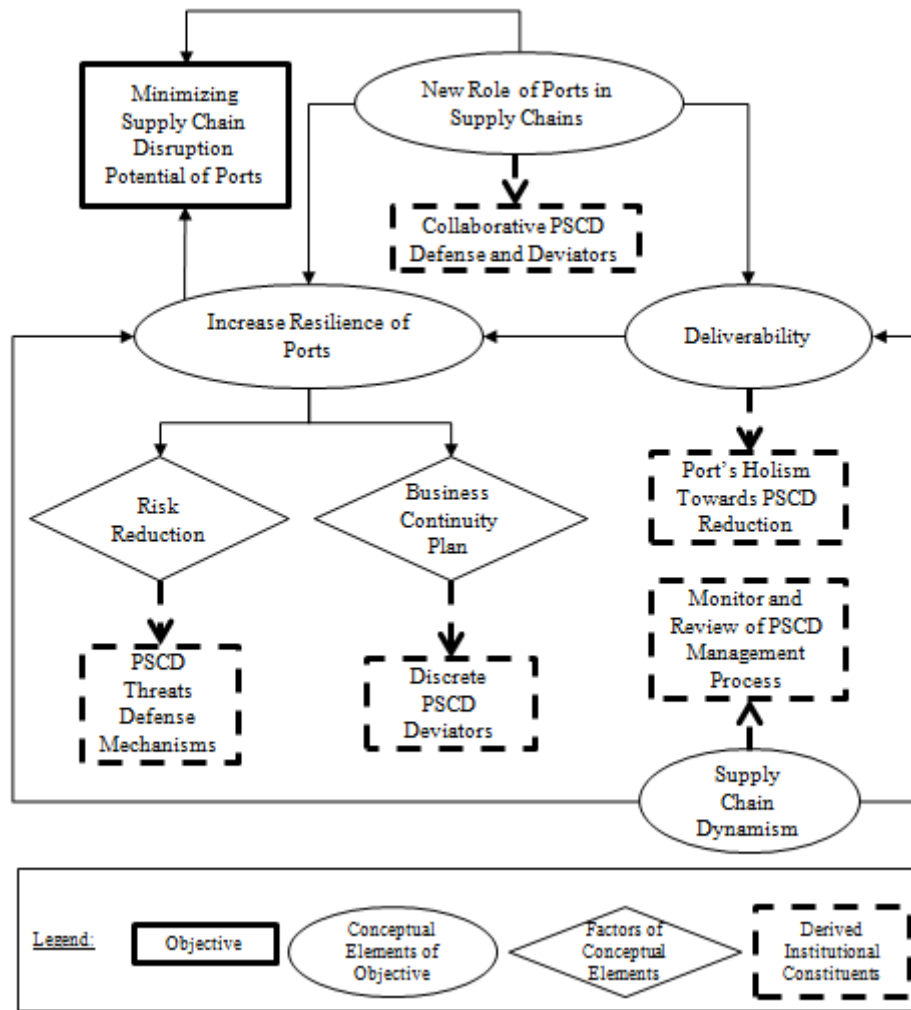 Minimizing
Supply Chain
Disruption
Potential of Ports
New Role of Ports in
Supply Chains
Collaborative PSCD
Defense and Deviators
Increase Resilience of
Ports
Deliverability
Risk
Reduction
Business
Continuity
Plan
Port's Holism
Towards PSCD
Reduction
Monitor and
Review of PSCD
Management
Process
PSCD
Threats
Defense
Mechanisms
Discrete
PSCD
Deviators
Supply
Chain
Dynamism
Legend:
Objective
Conceptual
Elements of
Objective
Factors of
Conceptual
Elements
Derived
Institutional
Constituents